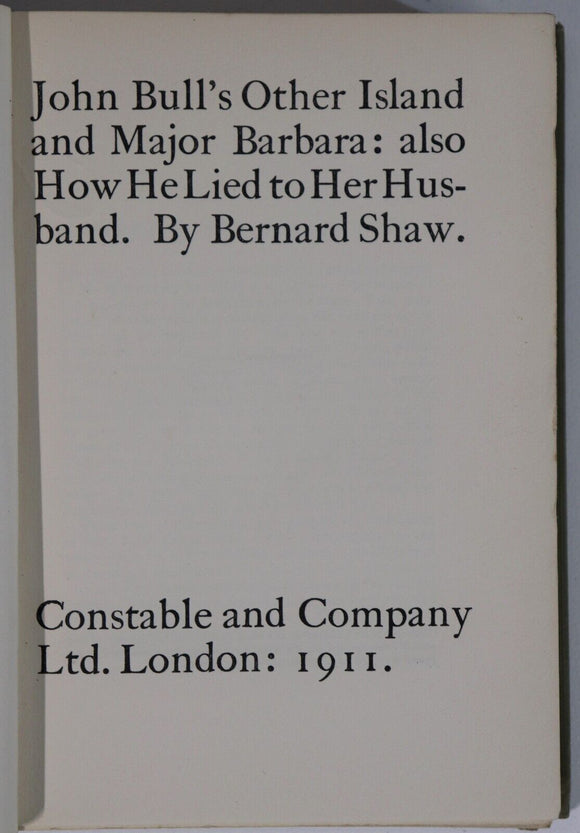 John Bull's Other Island
and Major Barbara: also
How He Lied to Her Hus-
band. By Bernard Shaw.
Constable and Company
Ltd. London: 1911.